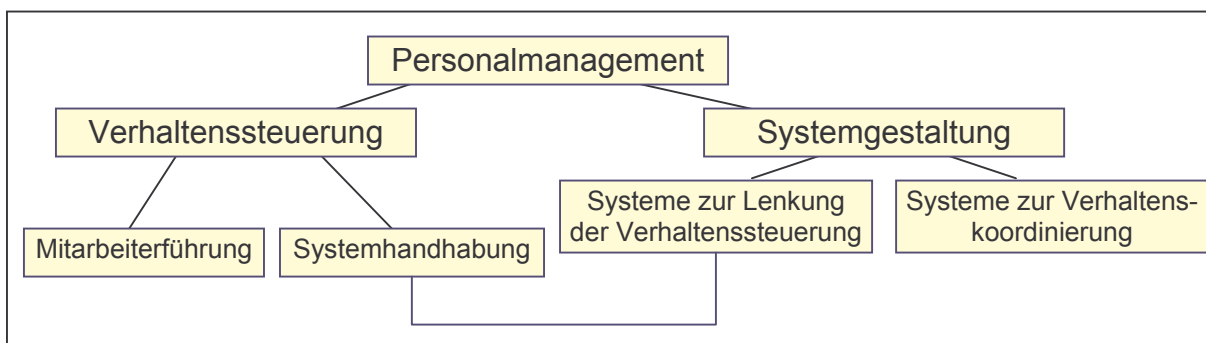 Personalmanagement
Verhaltenssteuerung
Systemgestaltung
Mitarbeiterführung
Systemhandhabung
Systeme zur Lenkung
der Verhaltenssteuerung
Systeme zur Verhaltens-
koordinierung